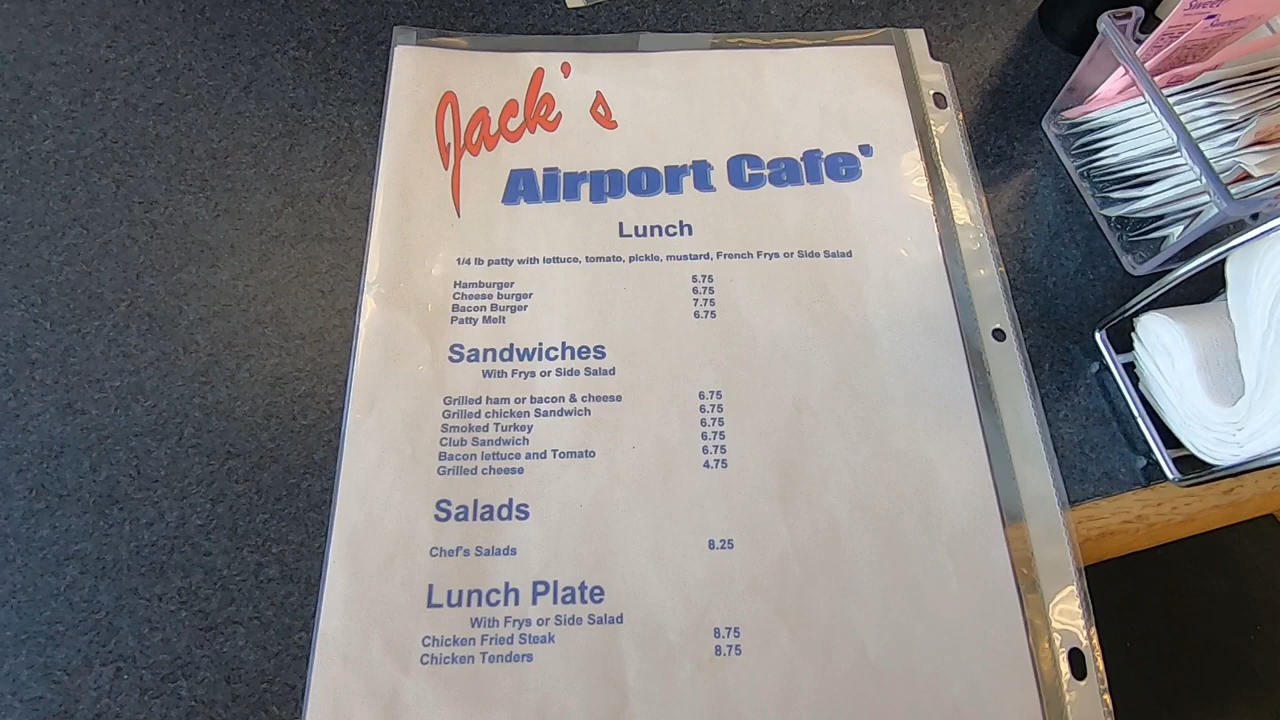 Jack's
Airport Cafe'
Lunch
1/4 lb patty with lettuce, tomato, pickle, mustard, French Frys or Side Salad
Hamburger 5.75
Cheese burger 6.75
Bacon Burger 7.75
Patty Melt 6.75
Sandwiches
With Frys or Side Salad
Grilled ham or bacon & cheese 6.75
Grilled chicken Sandwich 6.75
Smoked Turkey 6.75
Club Sandwich 6.75
Bacon lettuce and Tomato 6.75
Grilled cheese 4.75
Salads
Chef's Salads 8.25
Lunch Plate
With Frys or Side Salad
Chicken Fried Steak 8.75
Chicken Tenders 8.75
Sweet